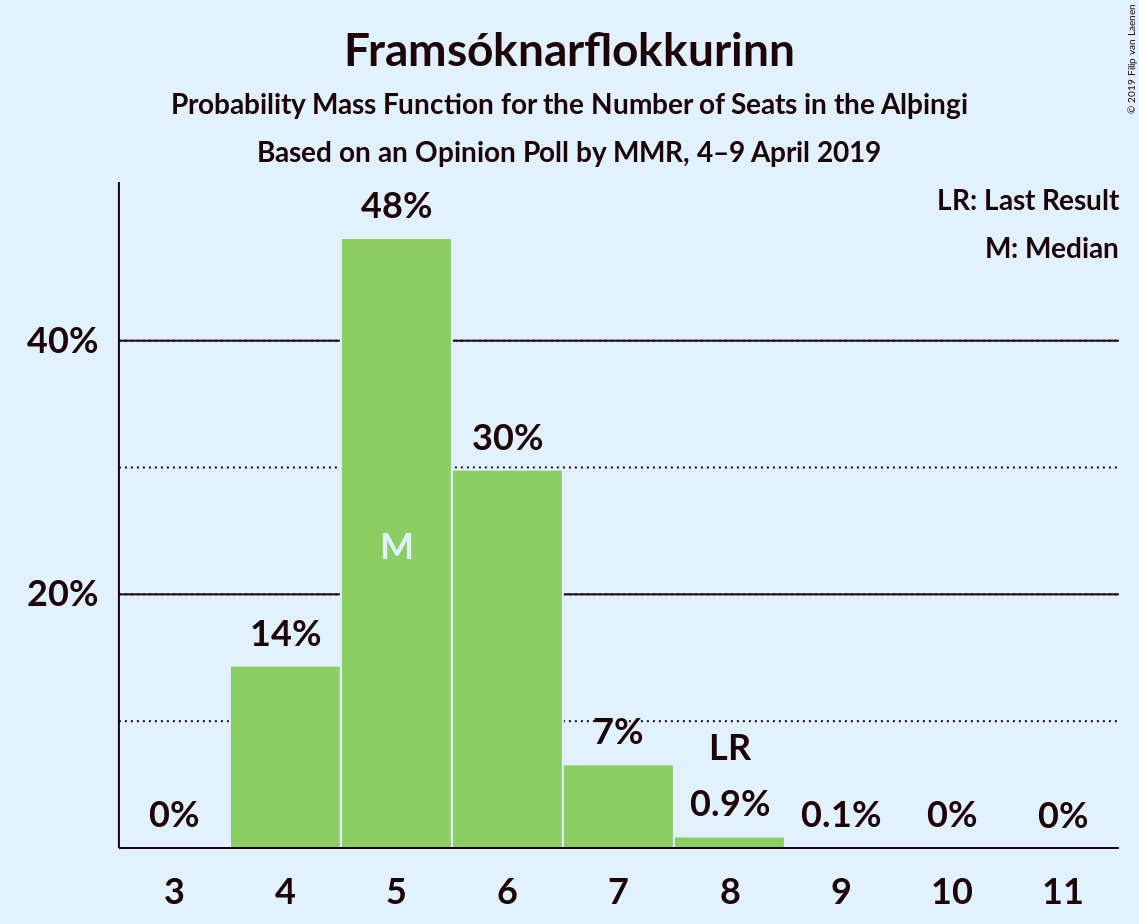 Framsóknarflokkurinn
Probability Mass Function for the Number of Seats in the Alþingi
Based on an Opinion Poll by MMR, 4–9 April 2019
© 2019 Filip van Laenen
LR: Last Result
M: Median
48%
40%
30%
M
20%
14%
7%
LR
0% 0.9% 0.1% 0% 0%
3 4 5 6 7 8 9 10 11